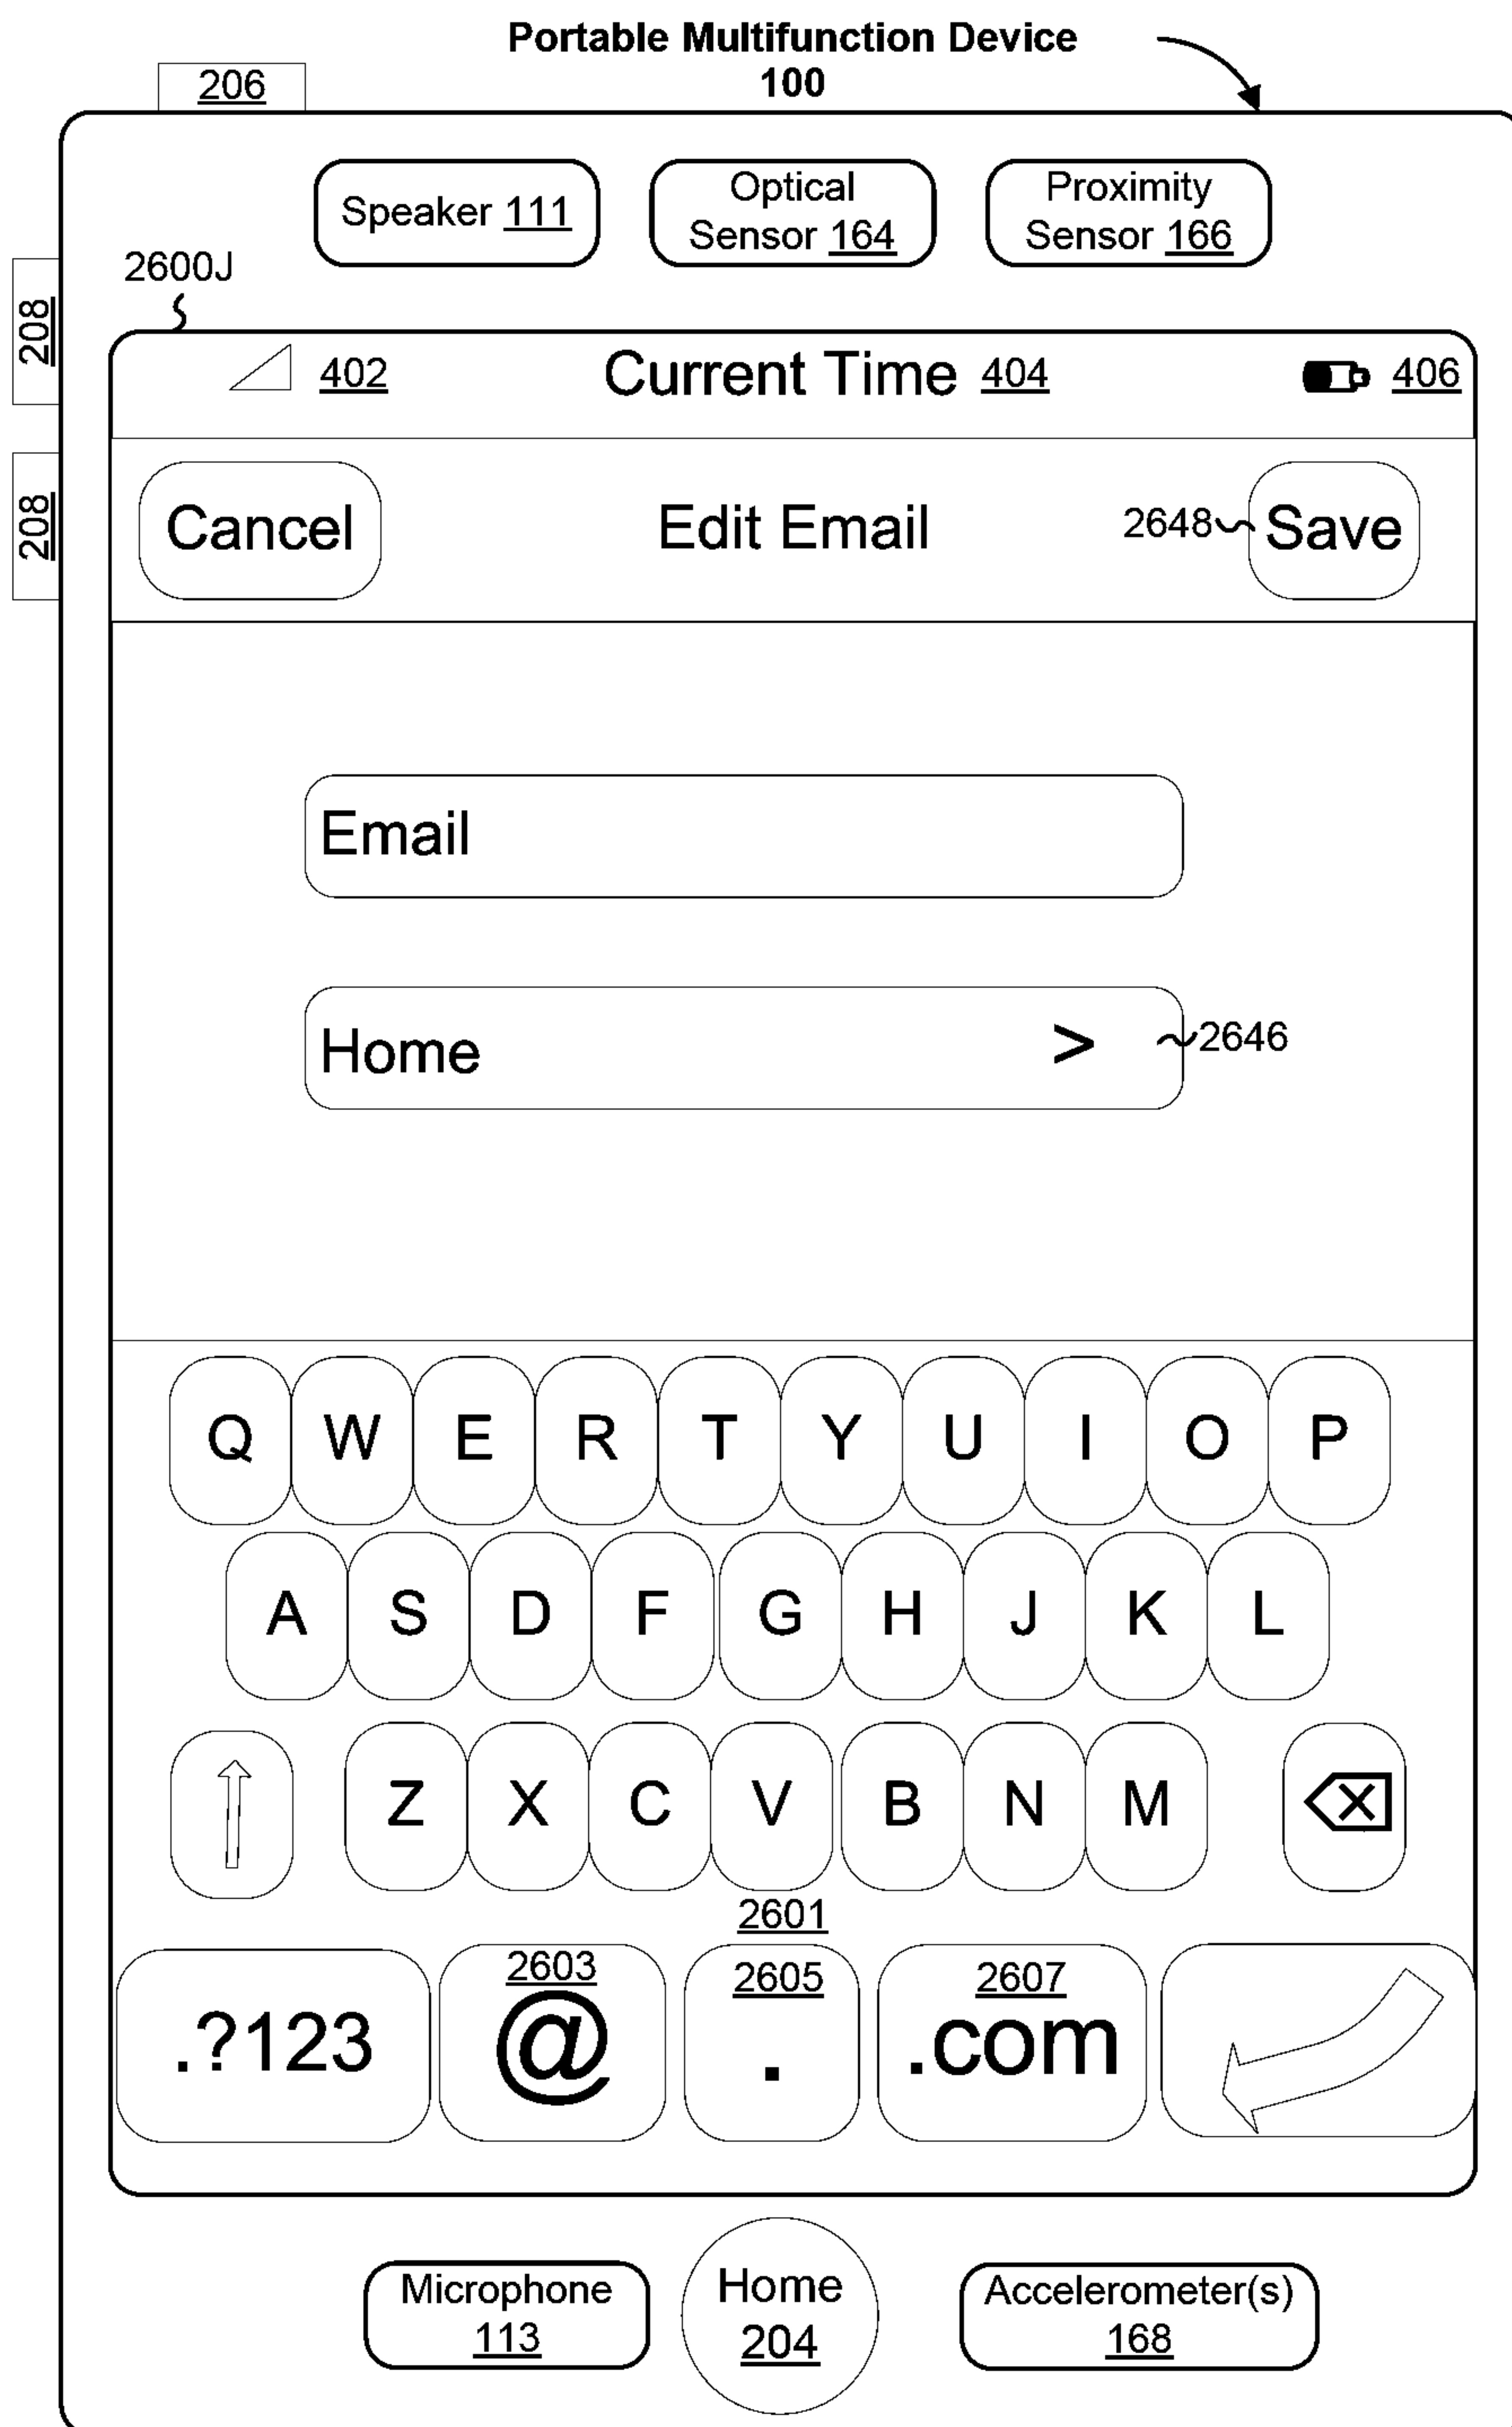 Portable Multifunction Device
100
206
Speaker 111
Optical
Sensor 164
Proximity
Sensor 166
2600J
208
208
402
Current Time 404
406
Cancel
Edit Email
2648
Save
Email
Home >
2646
Q W E R T Y U I O P
A S D F G H J K L
Z X C V B N M
2601
.?123
2603
@
2605
.
2607
.com
Microphone
113
Home
204
Accelerometer(s)
168